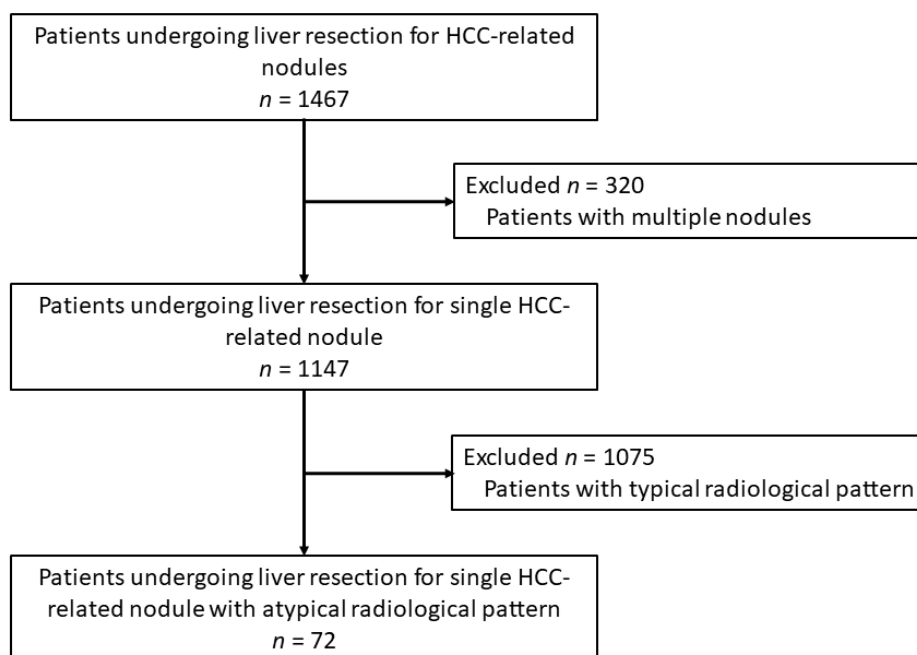 Patients undergoing liver resection for HCC-related
nodules
n = 1467
Excluded n = 320
Patients with multiple nodules
Patients undergoing liver resection for single HCC-
related nodule
n = 1147
Excluded n = 1075
Patients with typical radiological pattern
Patients undergoing liver resection for single HCC-
related nodule with atypical radiological pattern
n = 72